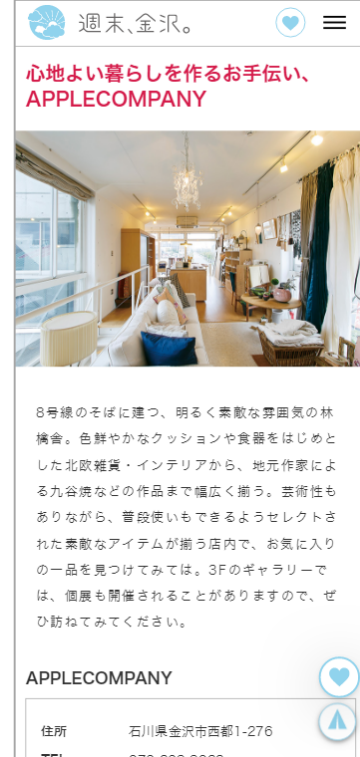 週末、金沢。
心地よい暮らしを作るお手伝い、
APPLECOMPANY
8号線のそばに建つ、明るく素敵な雰囲気の林
檎舎。色鮮やかなクッションや食器をはじめと
した北欧雑貨・インテリアから、地元作家によ
る九谷焼などの作品まで幅広く揃う。芸術性も
ありながら、普段使いもできるようセレクトさ
れた素敵なアイテムが揃う店内で、お気に入り
の一品を見つけてみては。3Fのギャラリーで
は、個展も開催されることがありますので、ぜ
ひ訪ねてみてください。
APPLECOMPANY
住所 石川県金沢市西都1-276
TEL